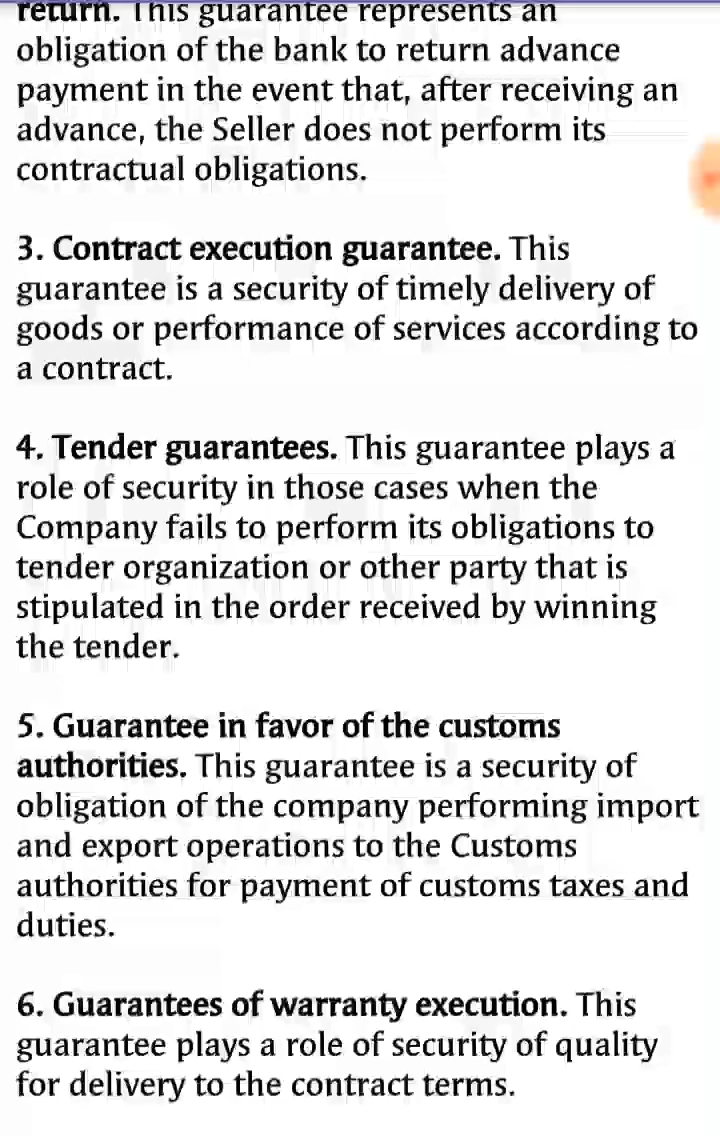 return. This guarantee represents an
obligation of the bank to return advance
payment in the event that, after receiving an
advance, the Seller does not perform its
contractual obligations.
3. Contract execution guarantee. This
guarantee is a security of timely delivery of
goods or performance of services according to
a contract.
4. Tender guarantees. This guarantee plays a
role of security in those cases when the
Company fails to perform its obligations to
tender organization or other party that is
stipulated in the order received by winning
the tender.
5. Guarantee in favor of the customs
authorities. This guarantee is a security of
obligation of the company performing import
and export operations to the Customs
authorities for payment of customs taxes and
duties.
6. Guarantees of warranty execution. This
guarantee plays a role of security of quality
for delivery to the contract terms.